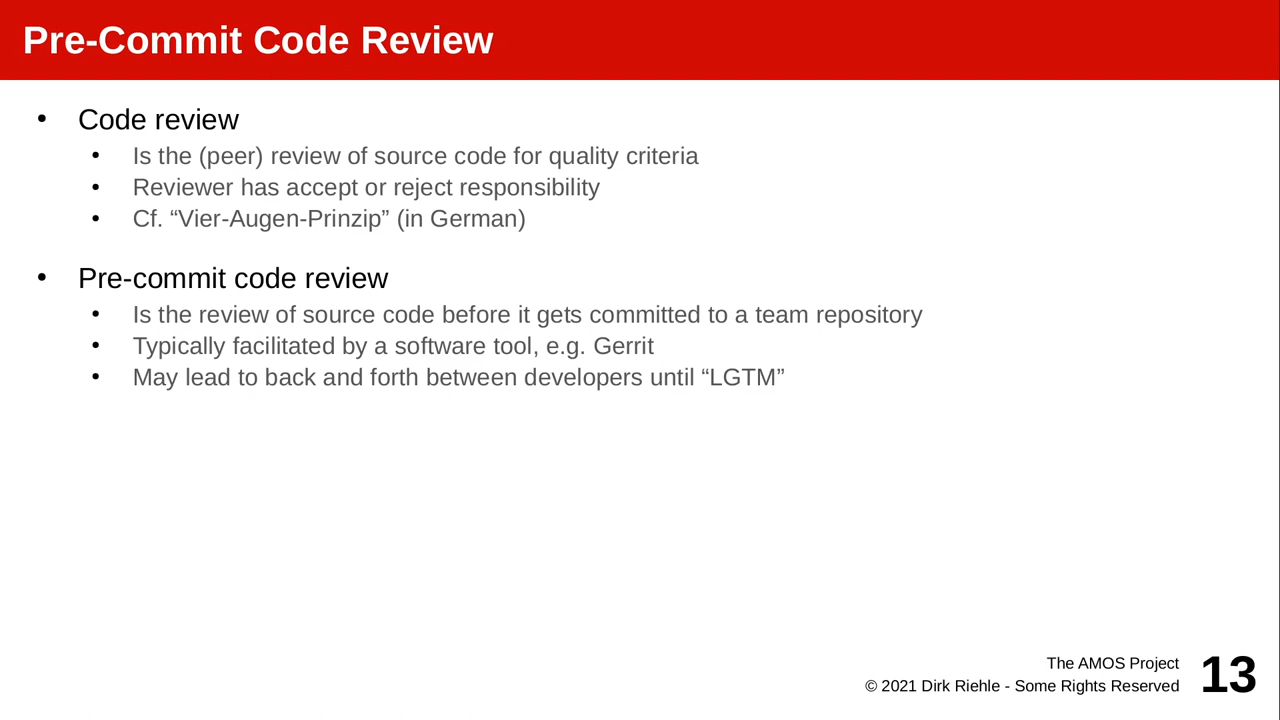 Pre-Commit Code Review
• Code review
• Is the (peer) review of source code for quality criteria
• Reviewer has accept or reject responsibility
• Cf. “Vier-Augen-Prinzip” (in German)
• Pre-commit code review
• Is the review of source code before it gets committed to a team repository
• Typically facilitated by a software tool, e.g. Gerrit
• May lead to back and forth between developers until “LGTM”
The AMOS Project
© 2021 Dirk Riehle - Some Rights Reserved
13